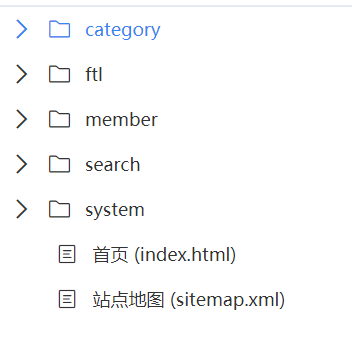 category
ftl
member
search
system
首页 (index.html)
站点地图 (sitemap.xml)